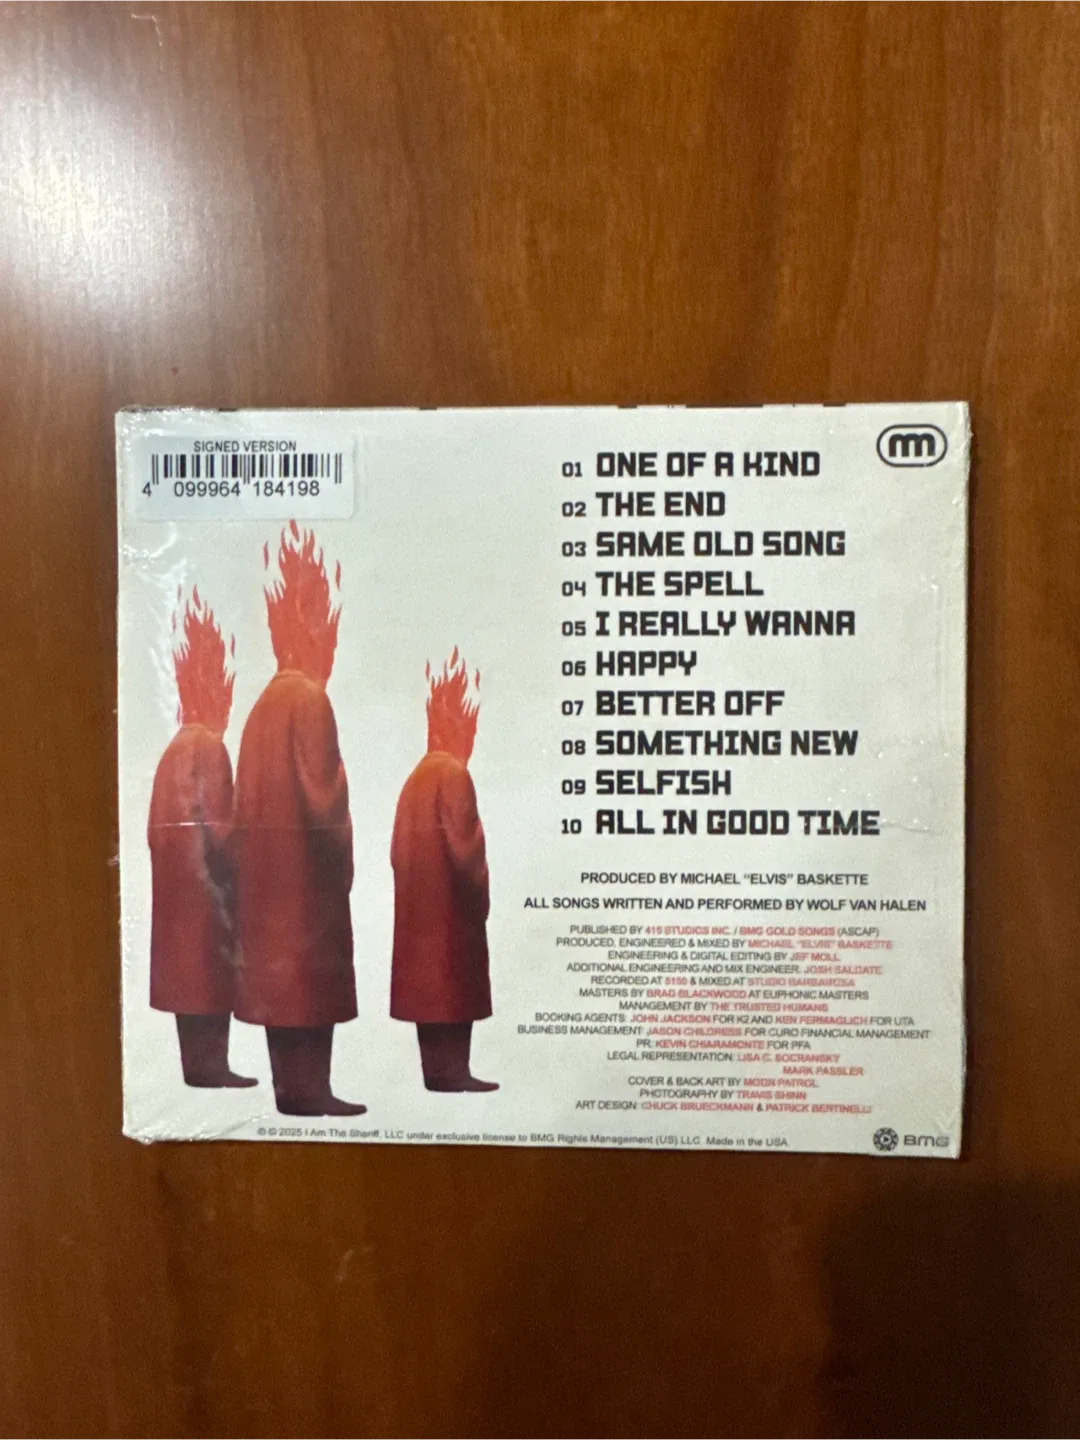 SIGNED VERSION
4 099964 184198
01 ONE OF A KIND
02 THE END
03 SAME OLD SONG
04 THE SPELL
05 I REALLY WANNA
06 HAPPY
07 BETTER OFF
08 SOMETHING NEW
09 SELFISH
10 ALL IN GOOD TIME
PRODUCED BY MICHAEL "ELVIS" BASKETTE
ALL SONGS WRITTEN AND PERFORMED BY WOLF VAN HALEN
PUBLISHED BY 415 STUDIOS INC. / BMG GOLD SONGS (ASCAP)
PRODUCED, ENGINEERED & MIXED BY MICHAEL "ELVIS" BASKETTE
ENGINEERING & DIGITAL EDITING BY JEF MOLL
ADDITIONAL ENGINEERING AND MIX ENGINEER: JOSH SALDATE
RECORDED AT 5150 & MIXED AT STUDIO BARBAROSA
MASTERS BY BRAD BLACKWOOD AT EUPHONIC MASTERS
MANAGEMENT BY THE TRUSTED HUMANS
BOOKING AGENTS: JOHN JACKSON FOR K2 AND KEN FERMAGLICH FOR UTA
BUSINESS MANAGEMENT: JASON CHILDRESS FOR CURO FINANCIAL MANAGEMENT
PR: KEVIN CHIARAMONTE FOR PFA
LEGAL REPRESENTATION: LISA C. SOCRANSKY
MARK PASSLER
COVER & BACK ART BY MOON PATROL
PHOTOGRAPHY BY TRAVIS SHINN
ART DESIGN: CHUCK BRUECKMANN & PATRICK BERTINELLI
℗ © 2025 I Am The Sheriff, LLC under exclusive license to BMG Rights Management (US) LLC. Made in the USA.
BMG